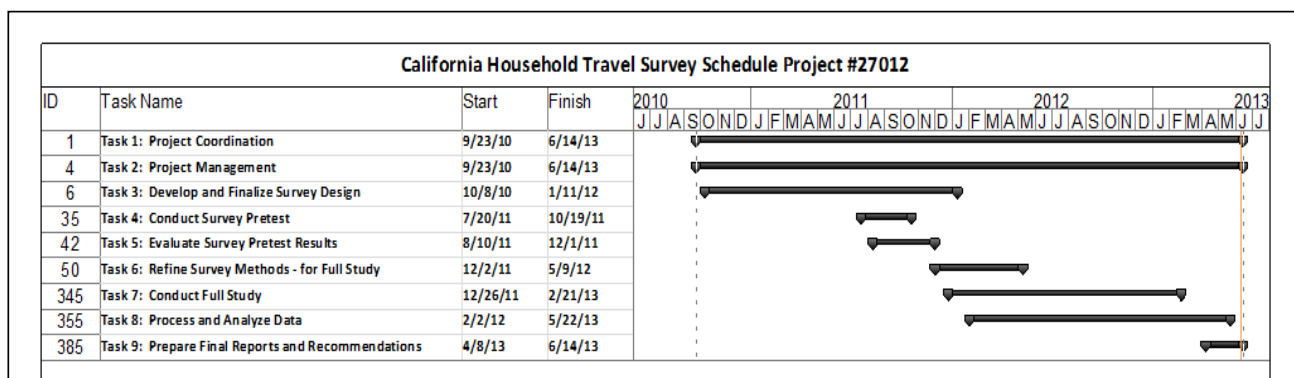 California Household Travel Survey Schedule Project #27012
ID Task Name Start Finish 2010 2011 2012 2013
J J A S O N D J F M A M J J A S O N D J F M A M J J A S O N D J F M A M J J
1 Task 1: Project Coordination 9/23/10 6/14/13
4 Task 2: Project Management 9/23/10 6/14/13
6 Task 3: Develop and Finalize Survey Design 10/8/10 1/11/12
35 Task 4: Conduct Survey Pretest 7/20/11 10/19/11
42 Task 5: Evaluate Survey Pretest Results 8/10/11 12/1/11
50 Task 6: Refine Survey Methods - for Full Study 12/2/11 5/9/12
345 Task 7: Conduct Full Study 12/26/11 2/21/13
355 Task 8: Process and Analyze Data 2/2/12 5/22/13
385 Task 9: Prepare Final Reports and Recommendations 4/8/13 6/14/13